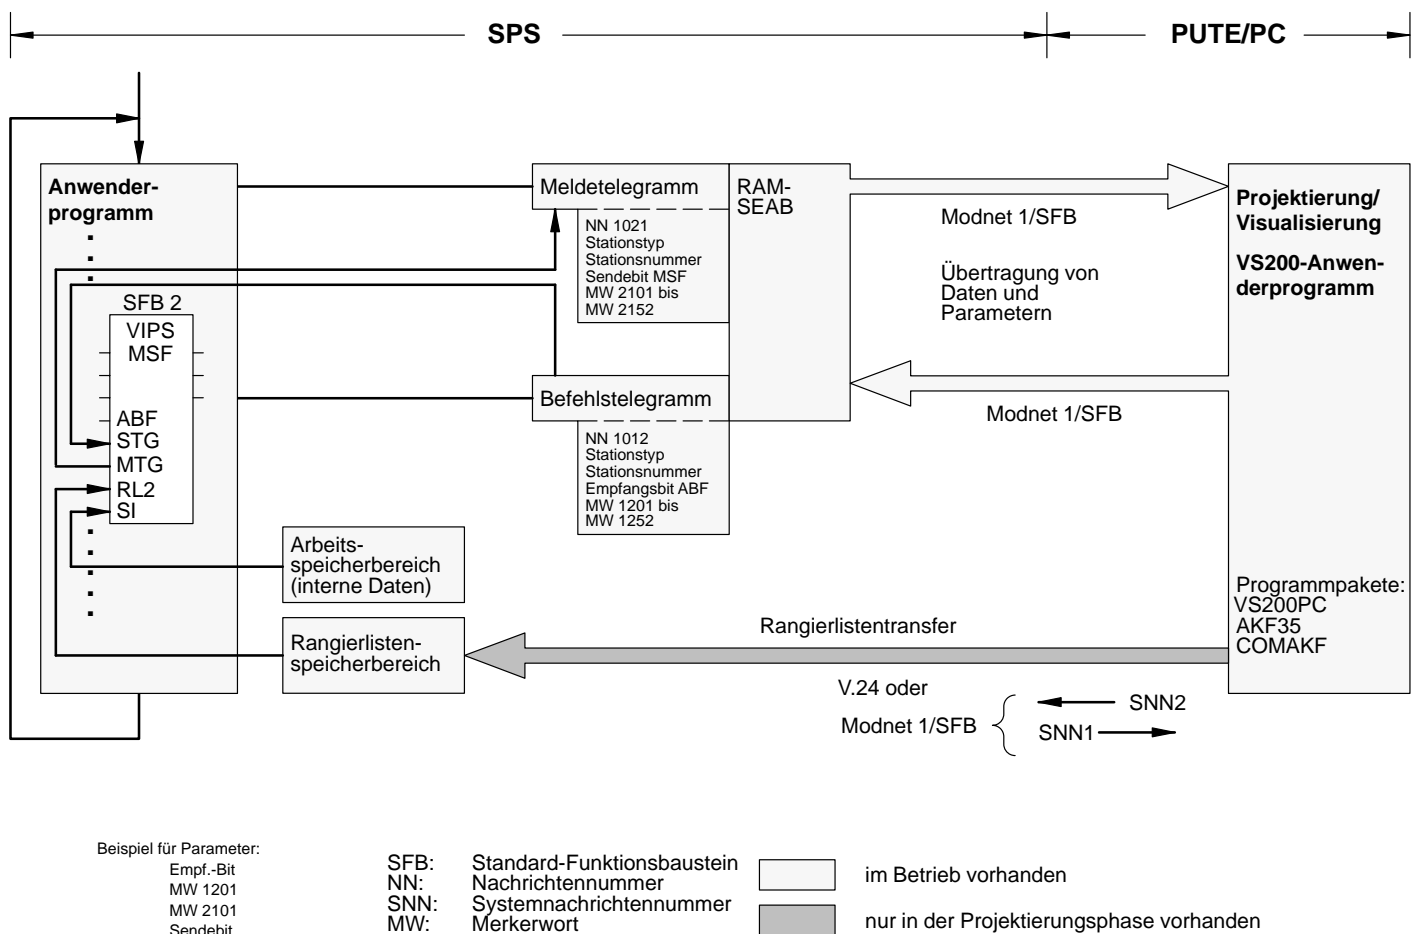 SPS
PUTE/PC
Anwender-
programm
SFB 2
VIPS
MSF
ABF
STG
MTG
RL2
SI
Meldetelegramm
NN 1021
Stationstyp
Stationsnummer
Sendebit MSF
MW 2101 bis
MW 2152
RAM-
SEAB
Befehlstelegramm
NN 1012
Stationstyp
Stationsnummer
Empfangsbit ABF
MW 1201 bis
MW 1252
Modnet 1/SFB
Übertragung von
Daten und
Parametern
Modnet 1/SFB
Projektierung/
Visualisierung
VS200-Anwen-
derprogramm
Programmpakete:
VS200PC
AKF35
COMAKF
Arbeits-
speicherbereich
(interne Daten)
Rangierlisten-
speicherbereich
Rangierlistentransfer
V.24 oder
Modnet 1/SFB
SNN2
SNN1
Beispiel für Parameter:
Empf.-Bit
MW 1201
MW 2101
Sendebit
SFB: Standard-Funktionsbaustein
NN: Nachrichtennummer
SNN: Systemnachrichtennummer
MW: Merkerwort
im Betrieb vorhanden
nur in der Projektierungsphase vorhanden